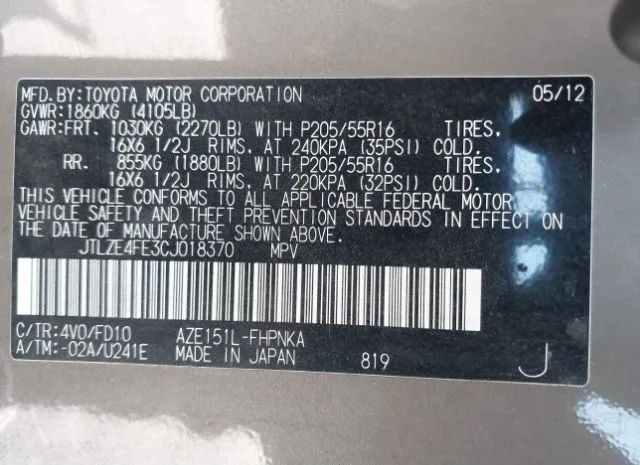 MFD. BY: TOYOTA MOTOR CORPORATION 05/12
GVWR: 1860KG (4105LB)
GAWR: FRT. 1030KG (2270LB) WITH P205/55R16 TIRES,
16X6 1/2J RIMS, AT 240KPA (35PSI) COLD.
RR. 855KG (1880LB) WITH P205/55R16 TIRES,
16X6 1/2J RIMS, AT 220KPA (32PSI) COLD.
THIS VEHICLE CONFORMS TO ALL APPLICABLE FEDERAL MOTOR
VEHICLE SAFETY AND THEFT PREVENTION STANDARDS IN EFFECT ON
THE DATE OF MANUFACTURE SHOWN ABOVE.
JTLZE4FE3CJ018370 MPV
C/TR: 4V0/FD10 AZE151L-FHPNKA
A/TM: -02A/U241E MADE IN JAPAN 819 J